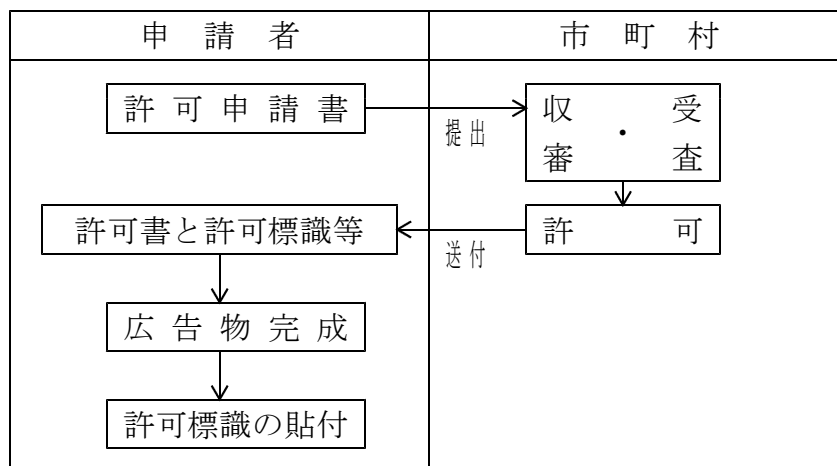 申請者
市町村
許可申請書
提出
収受
・
審査
許可書と許可標識等
送付
許可
広告物完成
許可標識の貼付